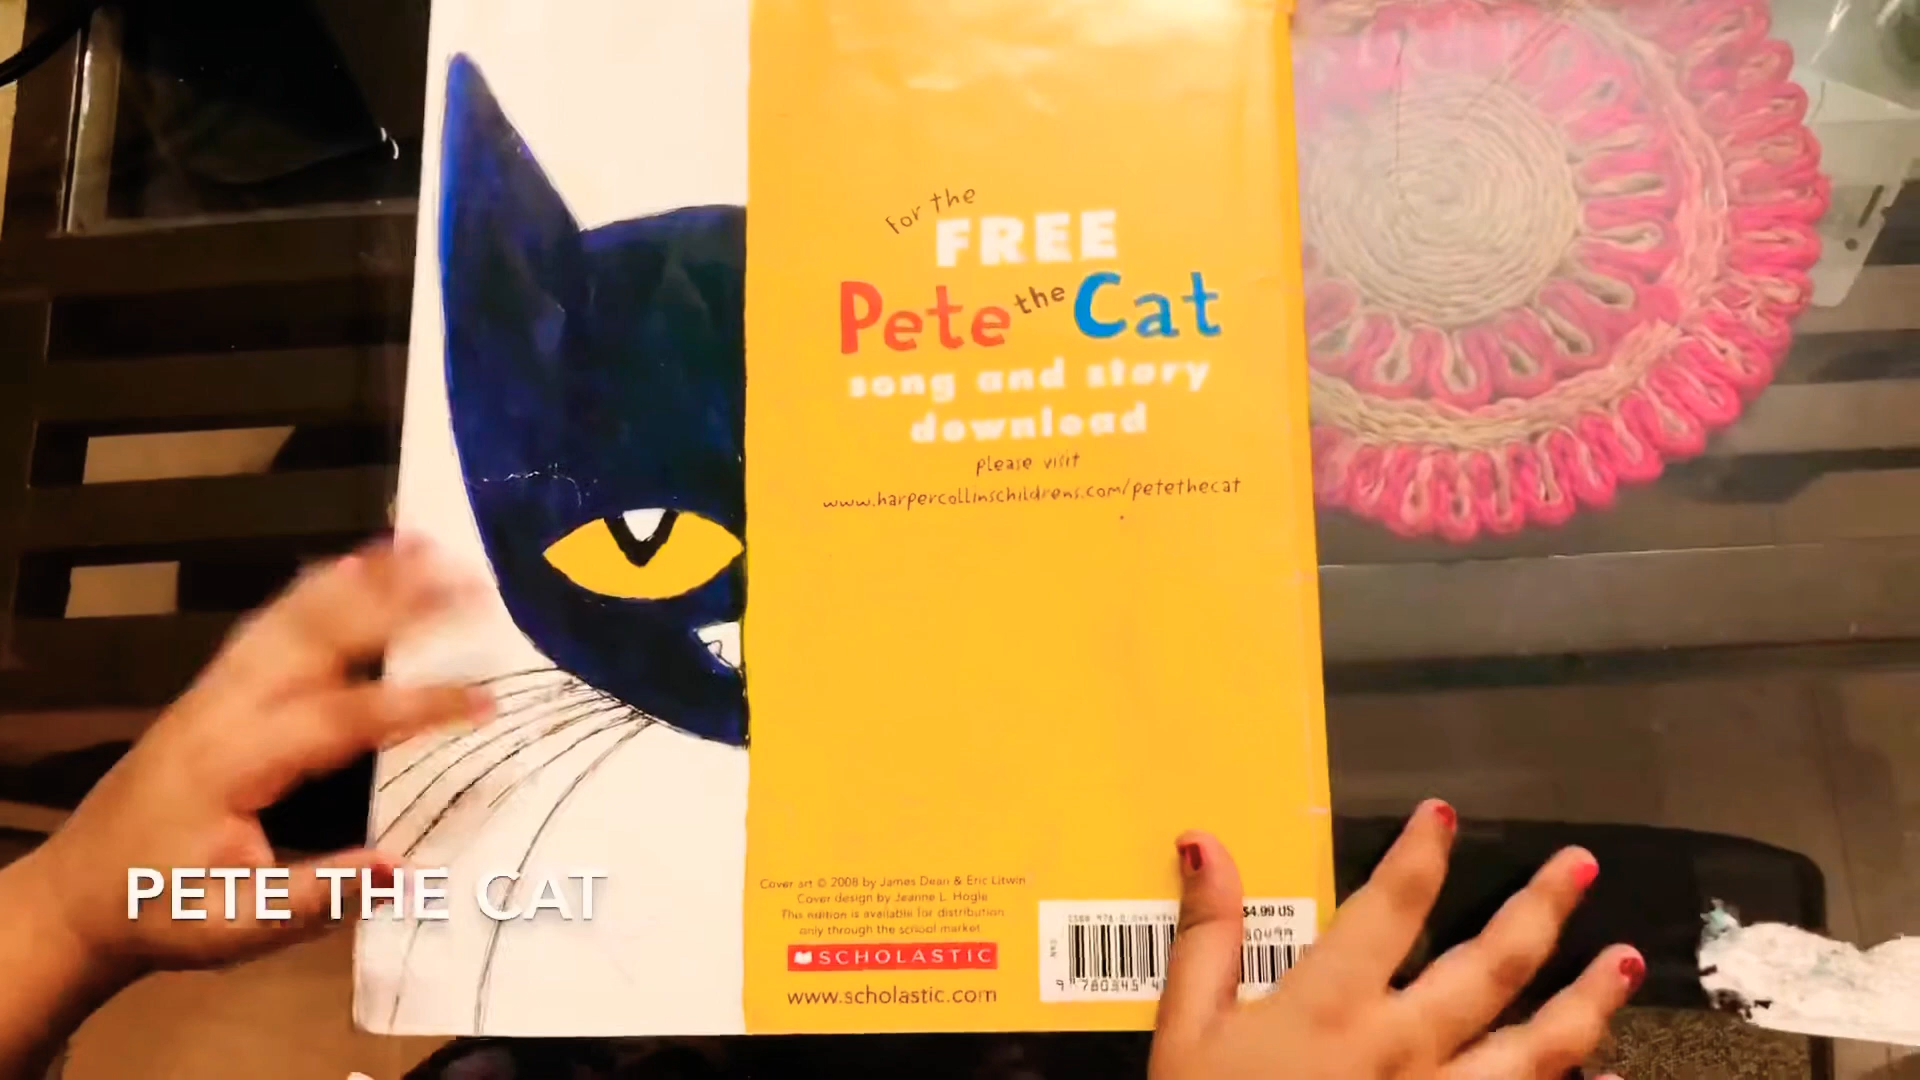 For the
FREE
Pete the Cat
song and story
download
please visit
www.harpercollinschildrens.com/petethecat
Cover art © 2008 by James Dean & Eric Litwin
Cover design by Jeanne L. Hogle
This edition is available for distribution
only through the school market
SCHOLASTIC
www.scholastic.com
$4.99 US
9 780545
PETE THE CAT